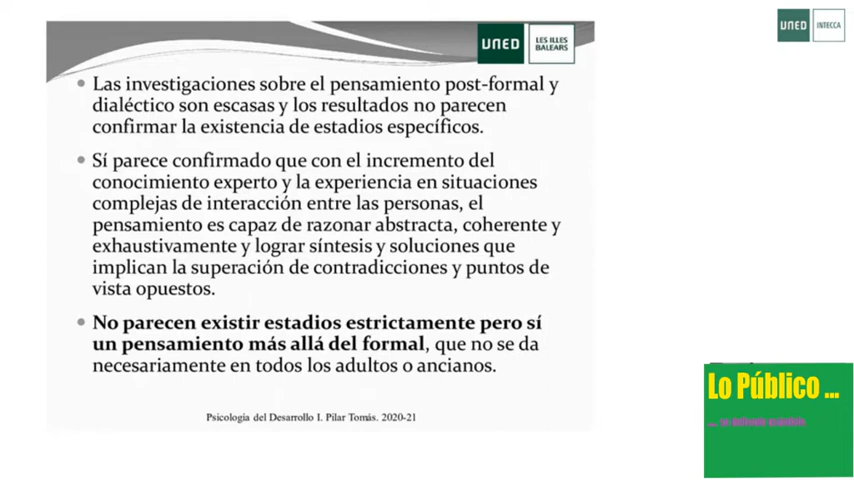 UNED
LES ILLES
BALEARS
UNED
INTECCA
Las investigaciones sobre el pensamiento post-formal y
dialéctico son escasas y los resultados no parecen
confirmar la existencia de estadios específicos.
Sí parece confirmado que con el incremento del
conocimiento experto y la experiencia en situaciones
complejas de interacción entre las personas, el
pensamiento es capaz de razonar abstracta, coherente y
exhaustivamente y lograr síntesis y soluciones que
implican la superación de contradicciones y puntos de
vista opuestos.
No parecen existir estadios estrictamente pero sí
un pensamiento más allá del formal, que no se da
necesariamente en todos los adultos o ancianos.
Psicología del Desarrollo I. Pilar Tomás. 2020-21
Lo Público ...